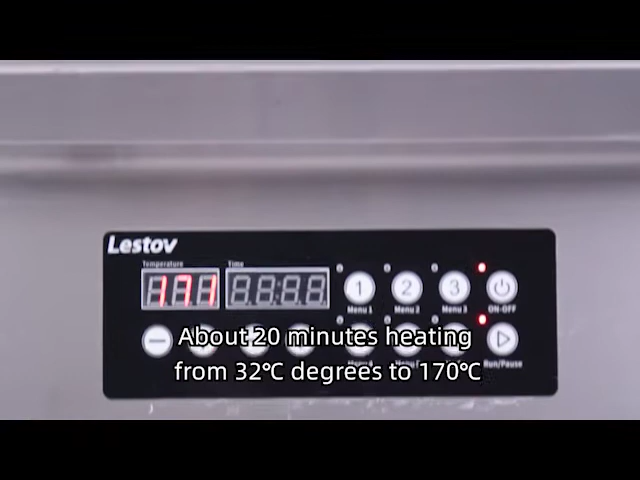 Lestov
Temperature
Time
171
1
2
3
Menu 1
Menu 2
Menu 3
ON-OFF
About 20 minutes heating
from 32℃ degrees to 170℃
Run/Pause